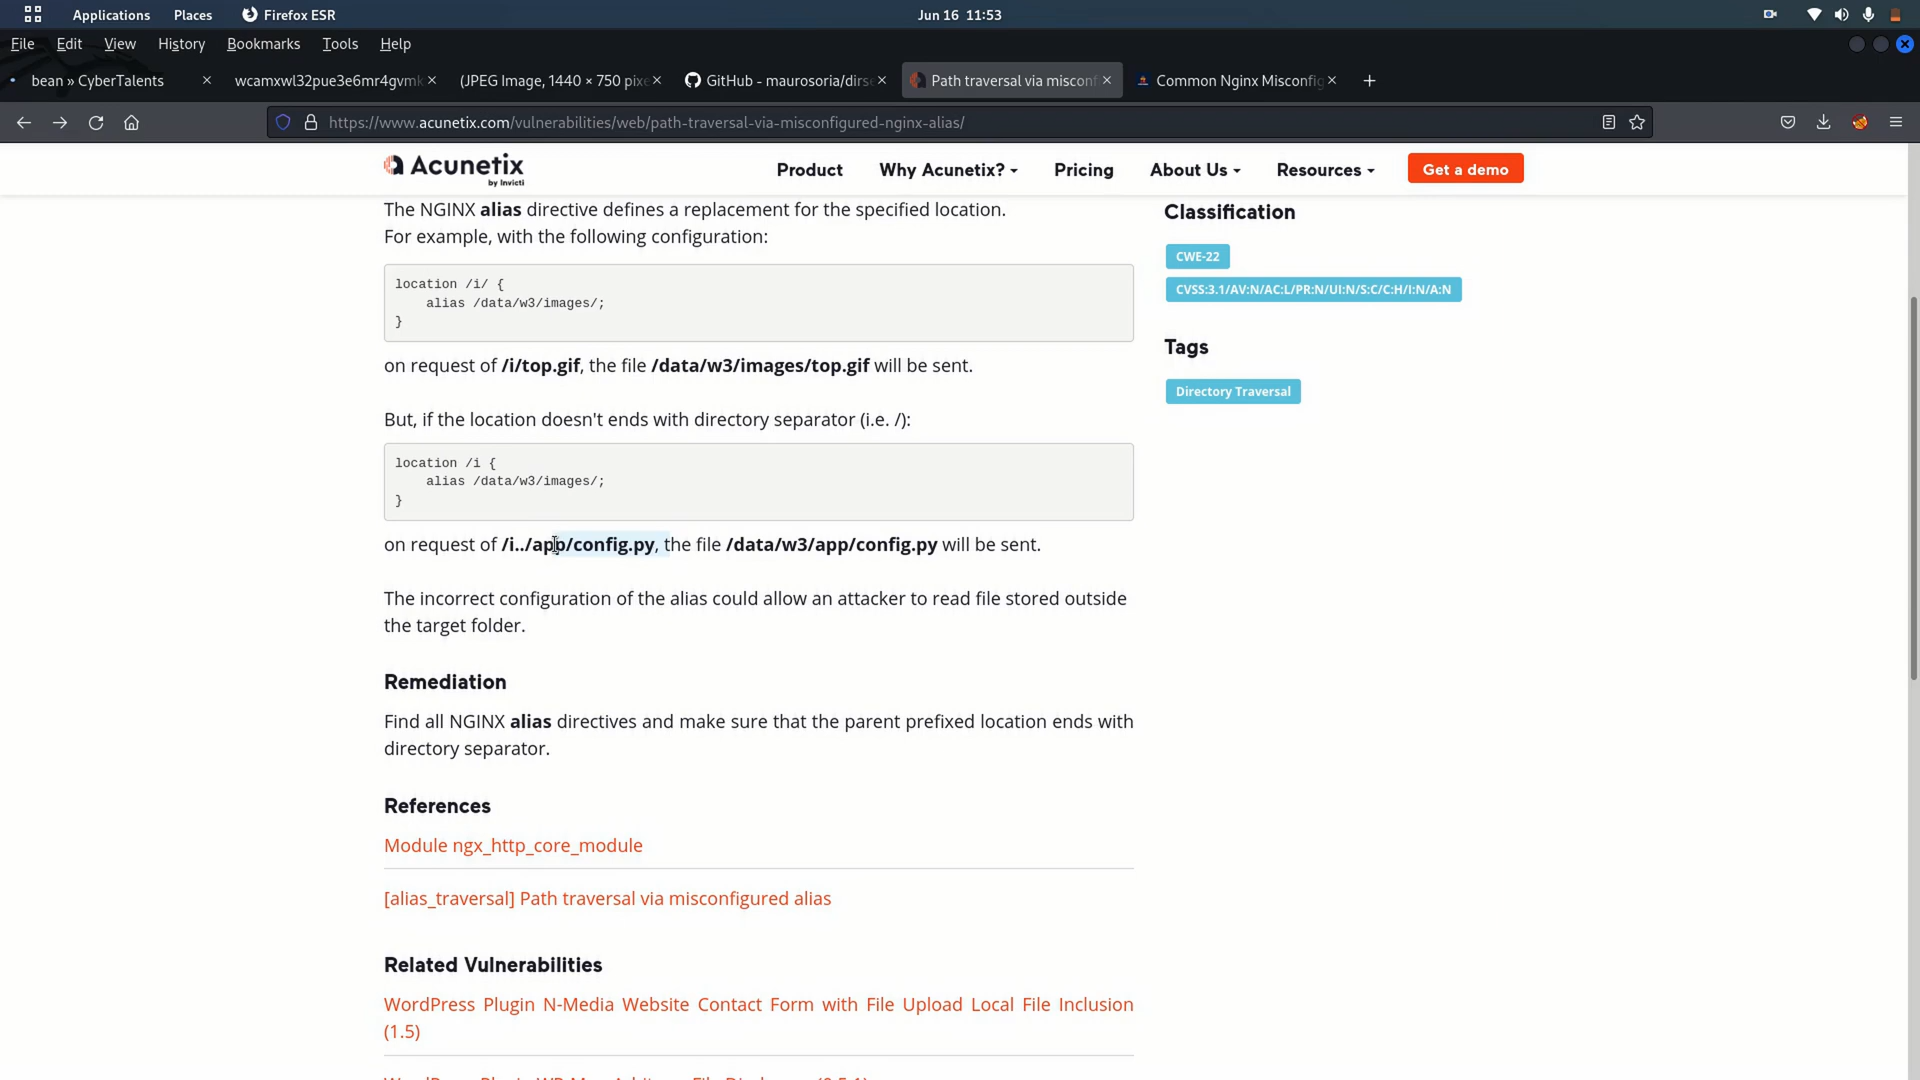 Applications Places Firefox ESR Jun 16 11:53
File Edit View History Bookmarks Tools Help
bean » CyberTalents wcamxwl32pue3e6mr4gvm (JPEG Image, 1440 × 750 pixe GitHub - maurosoria/dirse Path traversal via misconf Common Nginx Misconfig
https://www.acunetix.com/vulnerabilities/web/path-traversal-via-misconfigured-nginx-alias/
Acunetix
by Invicti
Product Why Acunetix? Pricing About Us Resources Get a demo
The NGINX alias directive defines a replacement for the specified location.
For example, with the following configuration:
location /i/ {
    alias /data/w3/images/;
}
on request of /i/top.gif, the file /data/w3/images/top.gif will be sent.
But, if the location doesn't ends with directory separator (i.e. /):
location /i {
    alias /data/w3/images/;
}
on request of /i../app/config.py, the file /data/w3/app/config.py will be sent.
The incorrect configuration of the alias could allow an attacker to read file stored outside
the target folder.
Remediation
Find all NGINX alias directives and make sure that the parent prefixed location ends with
directory separator.
References
Module ngx_http_core_module
[alias_traversal] Path traversal via misconfigured alias
Related Vulnerabilities
WordPress Plugin N-Media Website Contact Form with File Upload Local File Inclusion
(1.5)
Classification
CWE-22
CVSS:3.1/AV:N/AC:L/PR:N/UI:N/S:C/C:H/I:N/A:N
Tags
Directory Traversal